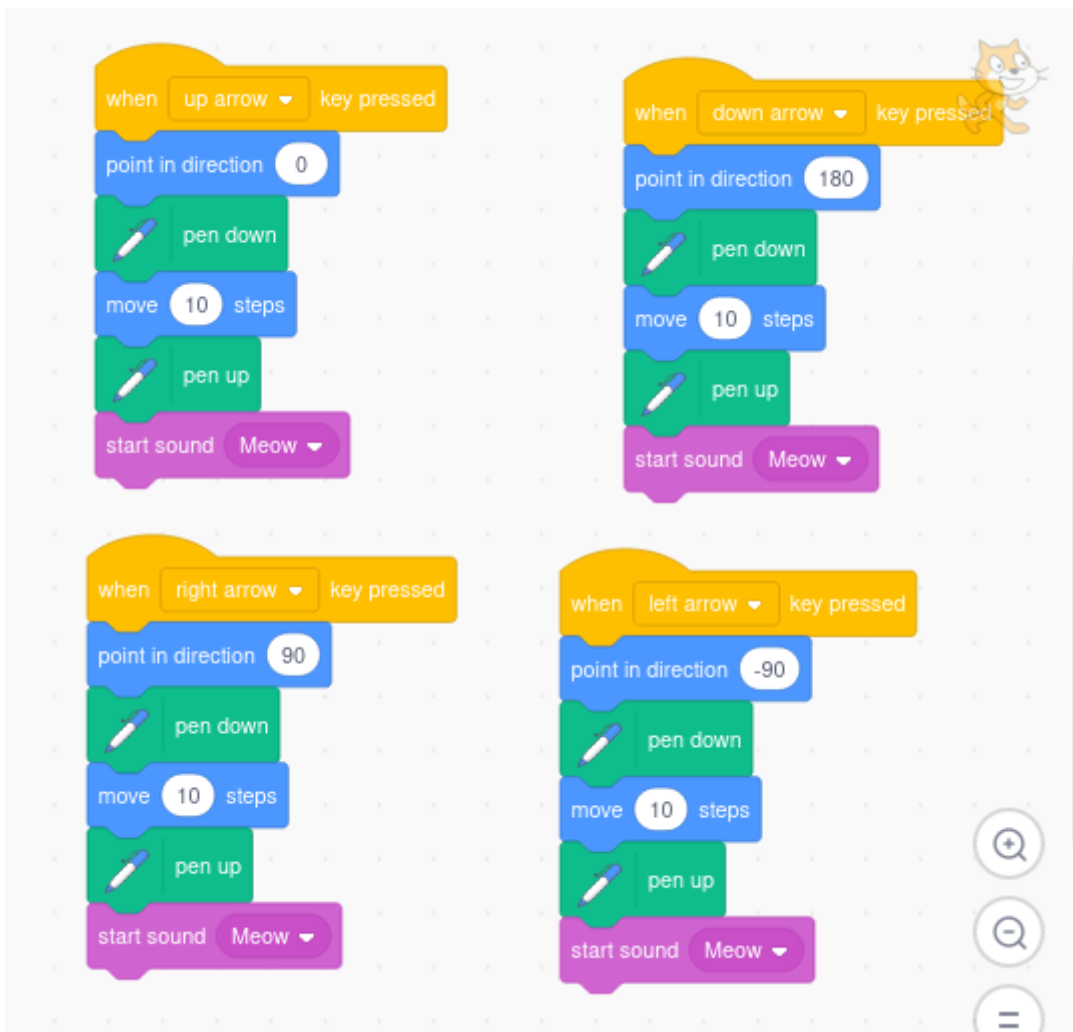 when up arrow key pressed
point in direction 0
pen down
move 10 steps
pen up
start sound Meow
when down arrow key pressed
point in direction 180
pen down
move 10 steps
pen up
start sound Meow
when right arrow key pressed
point in direction 90
pen down
move 10 steps
pen up
start sound Meow
when left arrow key pressed
point in direction -90
pen down
move 10 steps
pen up
start sound Meow